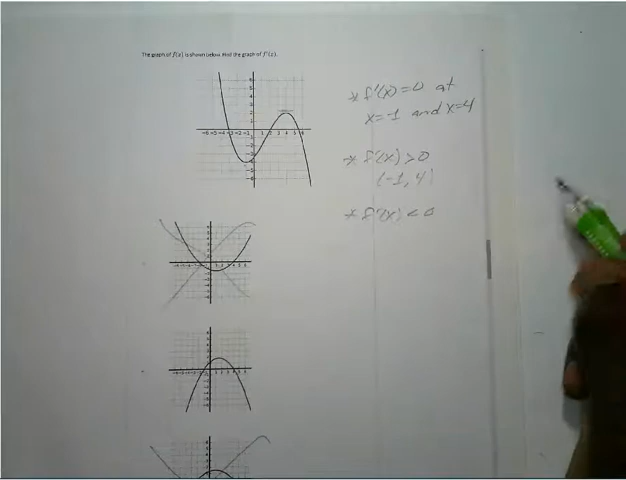 The graph of f(x) is shown below. Find the graph of f'(x).
* f'(x) = 0 at
x = -1 and x = 4
* f'(x) > 0
(-1, 4)
* f'(x) < 0